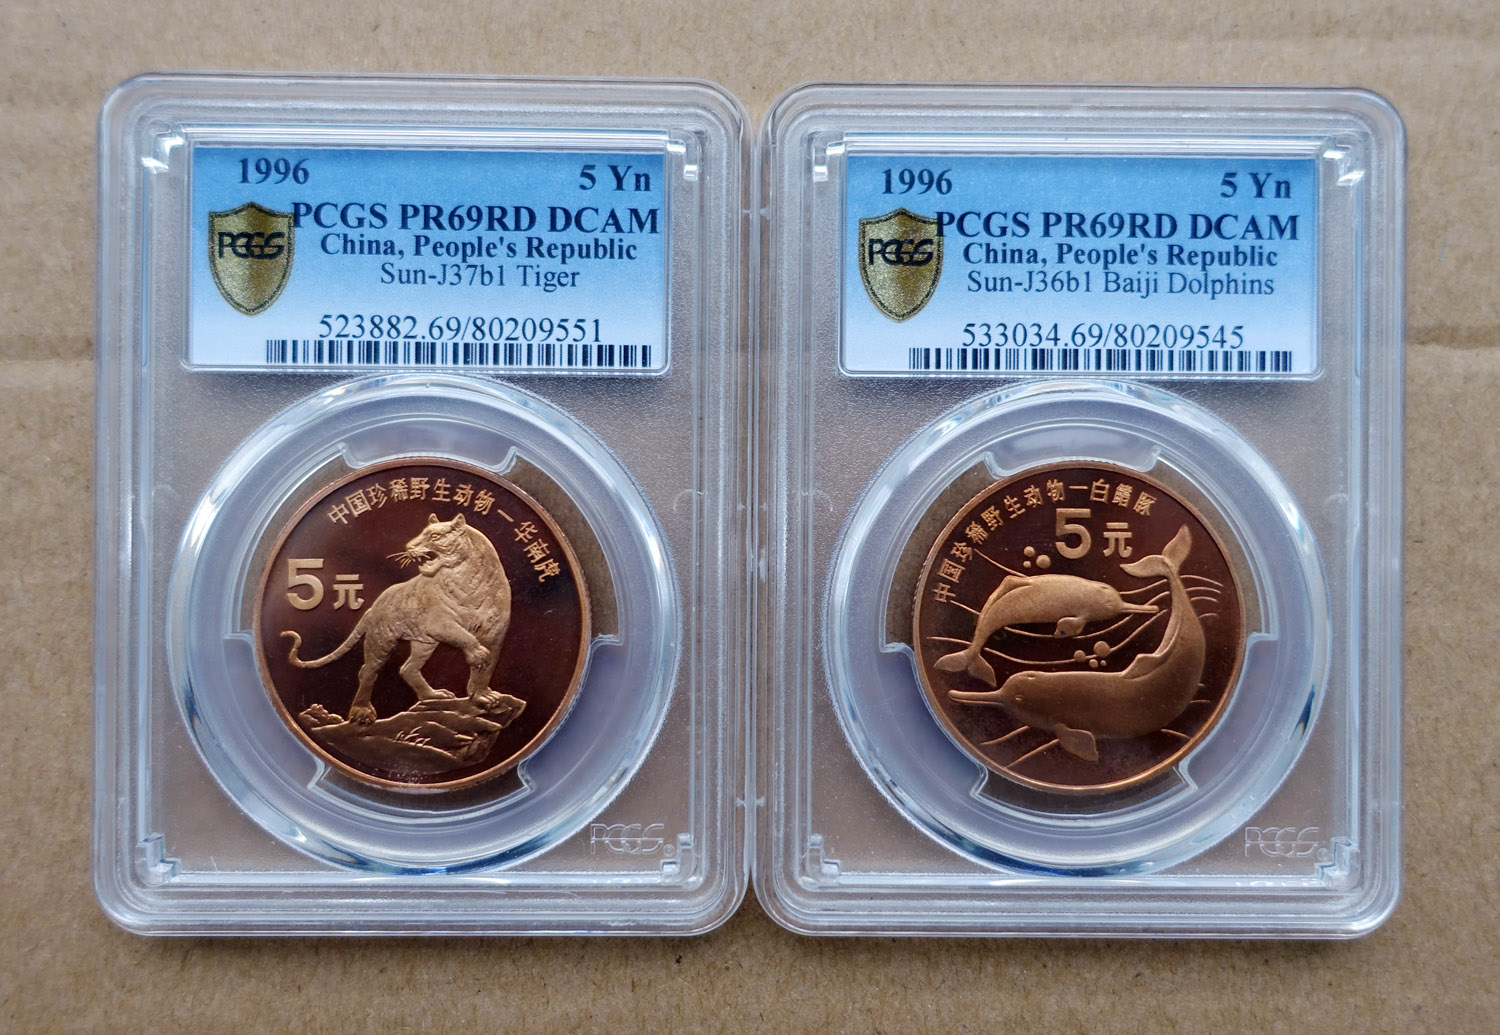 1996 5 Yn
PCGS PR69RD DCAM
China, People's Republic
Sun-J37b1 Tiger
PCGS
523882.69/80209551
中国珍稀野生动物—华南虎
5元
PCGS
1996 5 Yn
PCGS PR69RD DCAM
China, People's Republic
Sun-J36b1 Baiji Dolphins
PCGS
533034.69/80209545
中国珍稀野生动物—白鱀豚
5元
PCGS